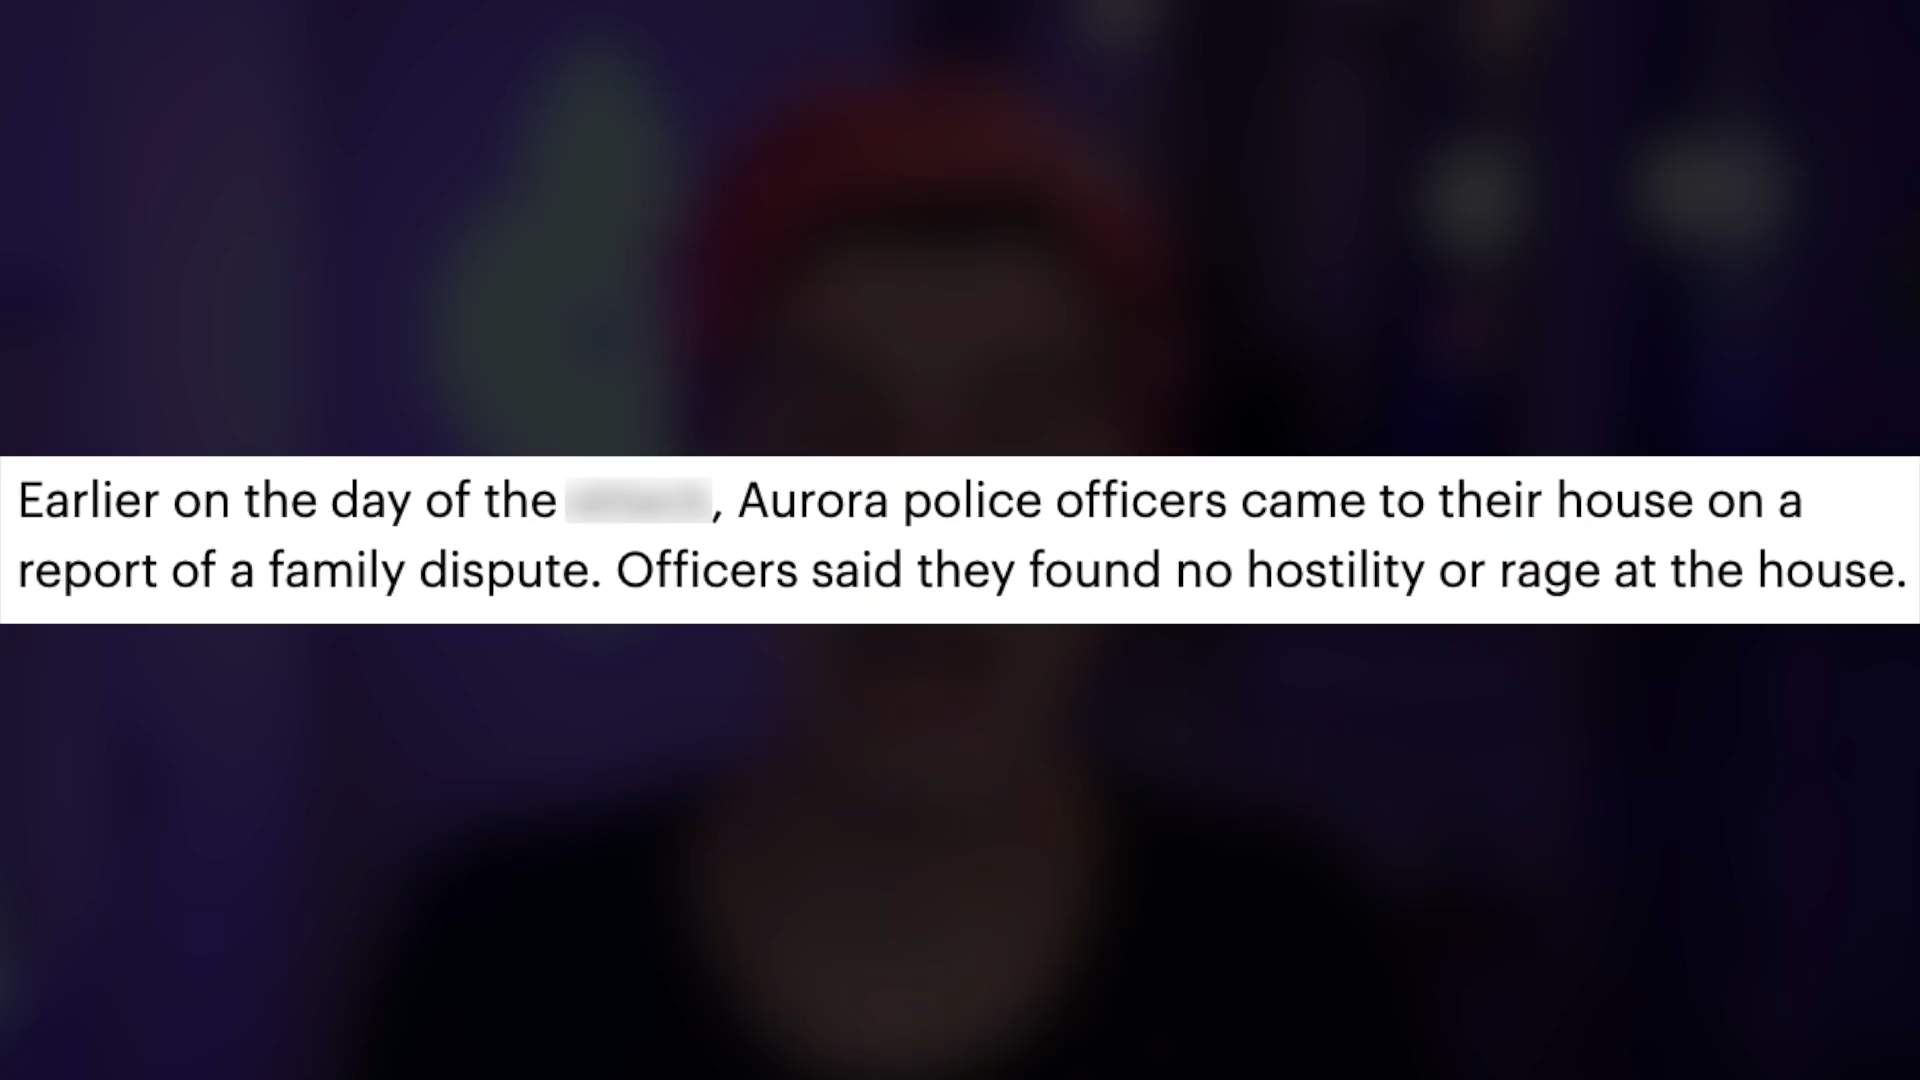 Earlier on the day of the , Aurora police officers came to their house on a
report of a family dispute. Officers said they found no hostility or rage at the house.